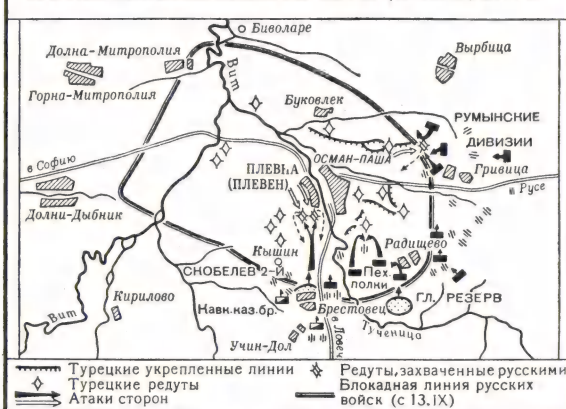 Биволаре
Долна-Митрополия
Вырбица
Вит
Горна-Митрополия
Буковлек
РУМЫНСКИЕ
ДИВИЗИИ
ОСМАН-ПАША
в Софию
Гривица
в Русе
ПЛЕВНА
(ПЛЕВЕН)
Долни-Дыбник
Кышин
Радищево
СКОБЕЛЕВ 2-й
Пех.
полки
ГЛ. РЕЗЕРВ
Кирилово
Кавк.каз.бр.
Брестовец
Вит
в Ловеч
Тученица
Учин-Дол
Турецкие укрепленные линии
Турецкие редуты
Атаки сторон
Редуты, захваченные русскими
Блокадная линия русских
войск (с 13.IX)